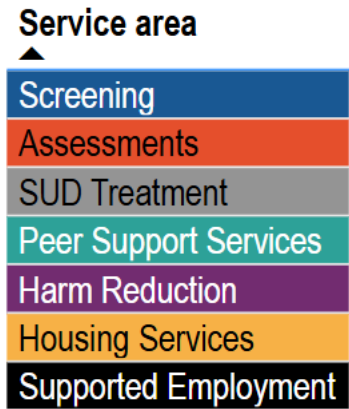 Service area
Screening
Assessments
SUD Treatment
Peer Support Services
Harm Reduction
Housing Services
Supported Employment